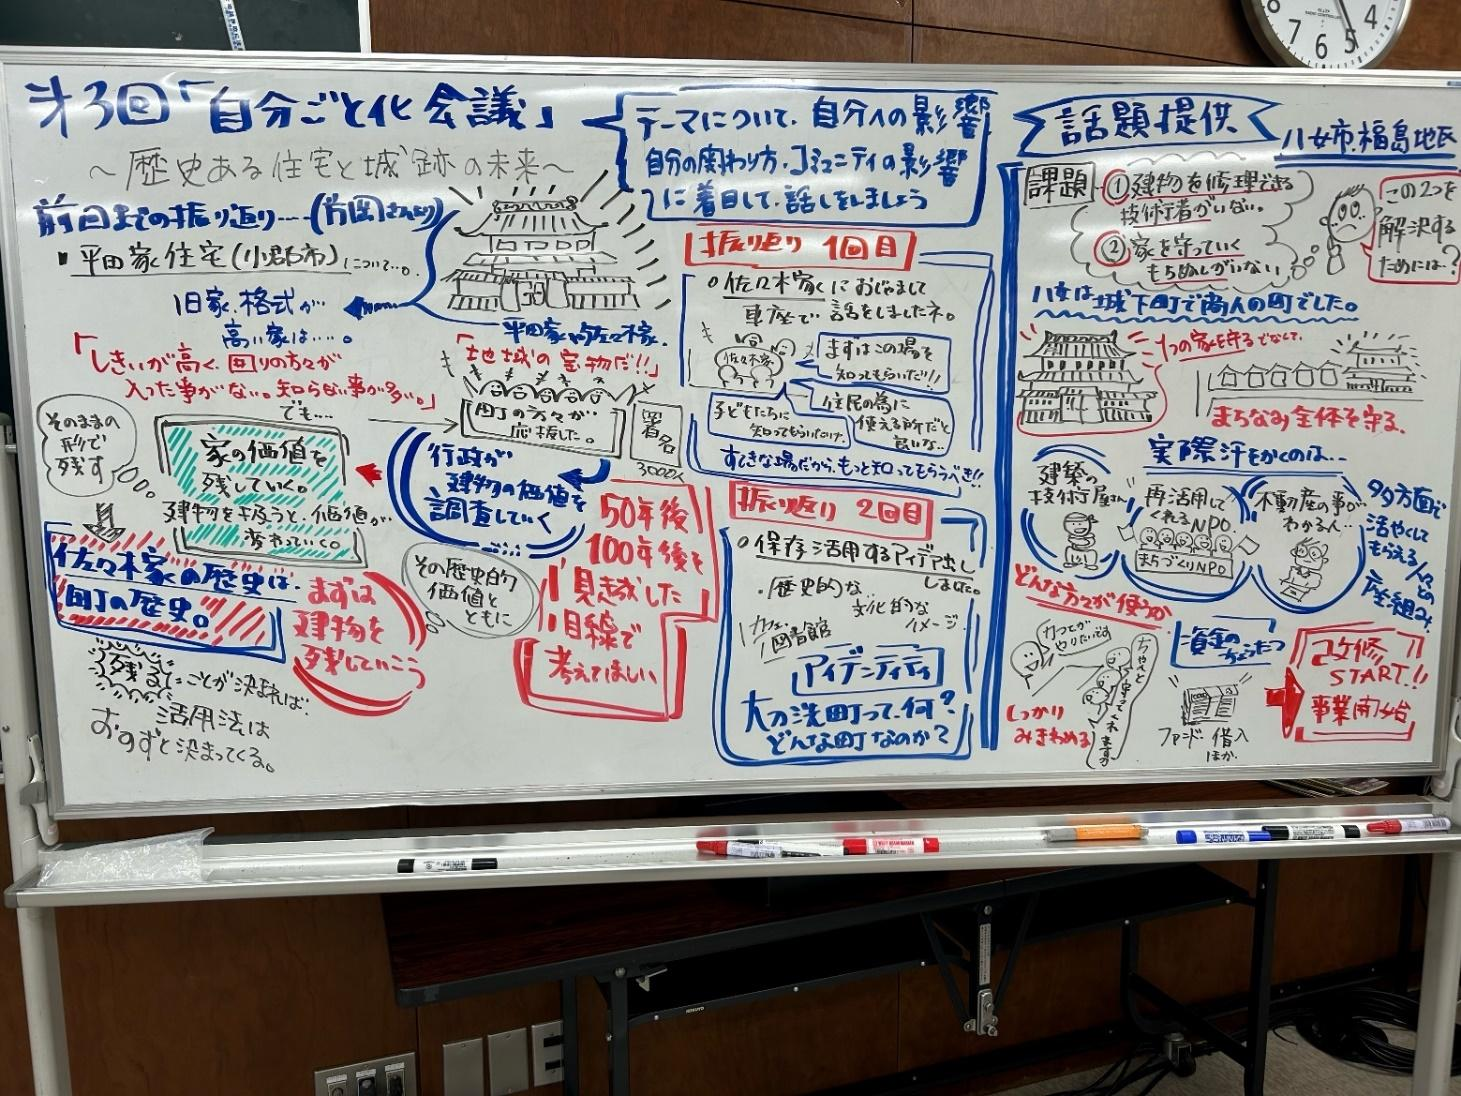 第3回「自分ごと化会議」
～歴史ある住宅と城跡の未来～
テーマについて、自分への影響
自分の関わり方・コミュニティの影響
に着目して、話しをしましょう
前回までの振り返り…(方岡さんより)
■平田家住宅(小郡市)について…。
旧家、格式が
高い家は…。
「しきいが高く、回りの方々が
入った事がない。知らない事が多い。」
でも…
平田家や佐々木家。
「地域の宝物だ!!」
町の方々が
応援した。
署名
3000人
そのままの
形で
残す
家の価値を
残していく。
建物を扱うと、価値が
変わっていく。
行政が
建物の価値を
調査していく
佐々木家の歴史は、
町の歴史。
まずは
建物を
残していこう
その歴史的
価値と
ともに
50年後
100年後を
見越した
目線で
考えてほしい
残すことが決まれば、
活用法は
おのずと決まってくる。
振り返り 1回目
○佐々木家におじゃまして
車座で話をしましたネ。
佐々木家
まずはこの場を
知ってもらいたい!!
子どもたちに
知ってもらいたい。
住民の為に
使える所だと
良いな…
すてきな場だから、もっと知ってもらうべき!!
振り返り 2回目
○保存活用するアイデア出し
しました。
・歴史的な
文化的な
イメージ
カフェ
図書館
アイデンティティ
大刀洗町って、何?
どんな町なのか?
話題提供
八女市.福島地区
課題
①建物を修理できる
技術者がいない。
②家を守っていく
もちぬしがいない
この2つを
解決する
ためには?
八女は城下町で商人の町でした。
1つの家を守るでなくて、
まちなみ全体を守る。
実際汗をかくのは…
建築の
技術屋さん
再活用して
くれるNPO
まちづくりNPO
不動産の事が
わかる人…
多方面で
活やくして
もらえる人々
との
座組み。
どんな方々が使うか
カフェが
やりたいです
ちゃんと
守ってくれ
ますか
しっかり
みきわめる
資金の
ちょうたつ
ファンド・借入
ほか.
改修
START!!
事業開始